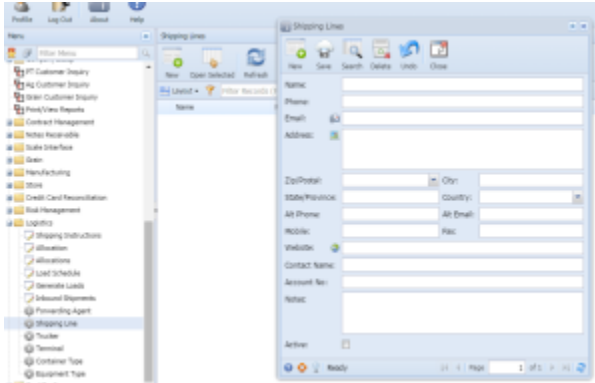 Profile Log Out About Help
Menu
Filter Menu
PT Customer Inquiry
Ag Customer Inquiry
Grain Customer Inquiry
Print/View Reports
Contract Management
Notes Receivable
Scale Interface
Grain
Manufacturing
Store
Credit Card Reconciliation
Risk Management
Logistics
Shipping Instructions
Allocation
Allocations
Load Schedule
Generate Loads
Inbound Shipments
Forwarding Agent
Shipping Line
Trucker
Terminal
Container Type
Equipment Type
Shipping Lines
New Open Selected Refresh
Layout Filter Records
Name
Shipping Lines
New Save Search Delete Undo Close
Name:
Phone:
Email:
Address:
Zip/Postal: City:
State/Province: Country:
Alt Phone: Alt Email:
Mobile: Fax:
Website:
Contact Name:
Account No:
Notes:
Active:
Ready Page 1 of 1